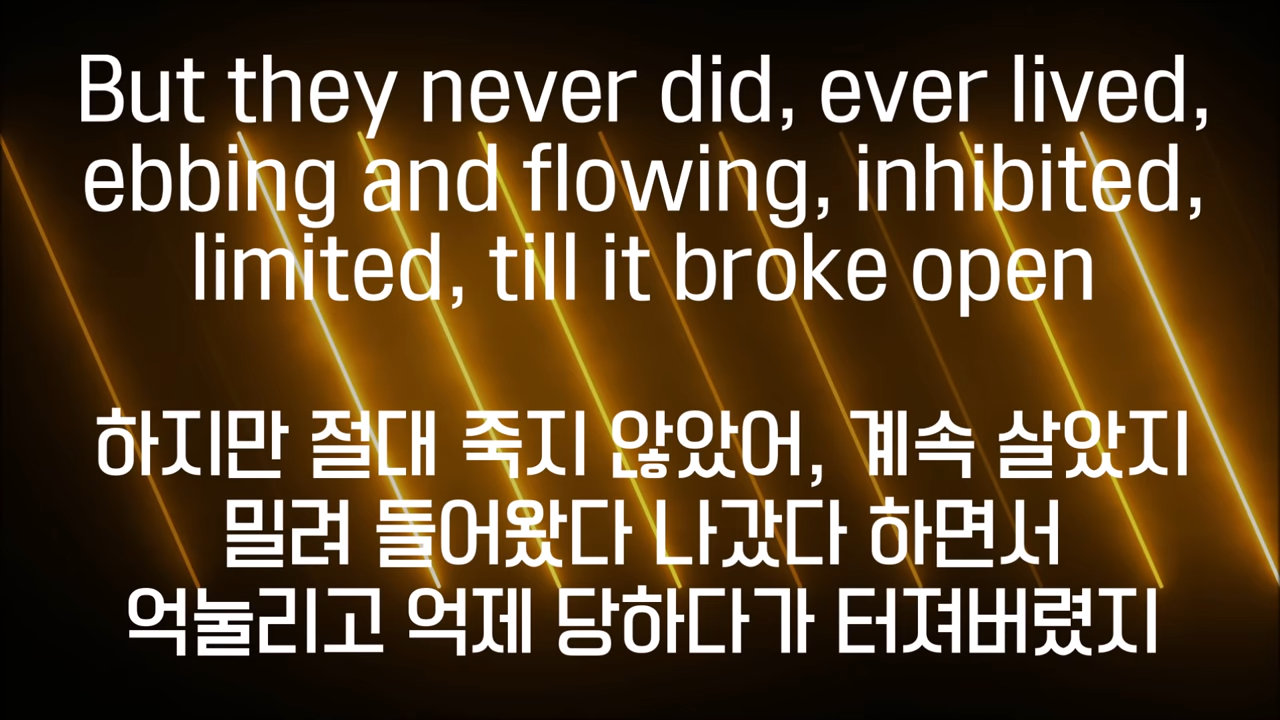 But they never did, ever lived,
ebbing and flowing, inhibited,
limited, till it broke open
하지만 절대 죽지 않았어, 계속 살았지
밀려 들어왔다 나갔다 하면서
억눌리고 억제 당하다가 터져버렸지